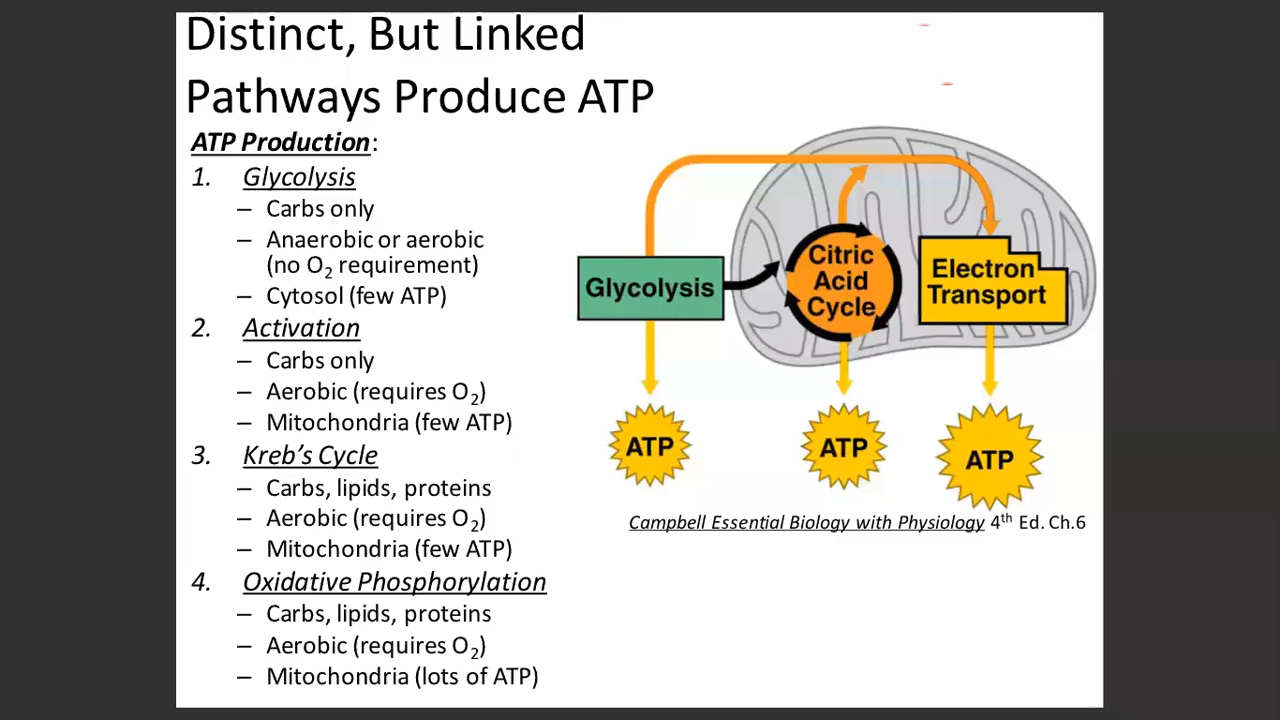 Distinct, But Linked
Pathways Produce ATP
ATP Production:
1. Glycolysis
– Carbs only
– Anaerobic or aerobic
(no O₂ requirement)
– Cytosol (few ATP)
2. Activation
– Carbs only
– Aerobic (requires O₂)
– Mitochondria (few ATP)
3. Kreb's Cycle
– Carbs, lipids, proteins
– Aerobic (requires O₂)
– Mitochondria (few ATP)
4. Oxidative Phosphorylation
– Carbs, lipids, proteins
– Aerobic (requires O₂)
– Mitochondria (lots of ATP)
Glycolysis
Citric
Acid
Cycle
Electron
Transport
ATP
ATP
ATP
Campbell Essential Biology with Physiology 4th Ed. Ch.6